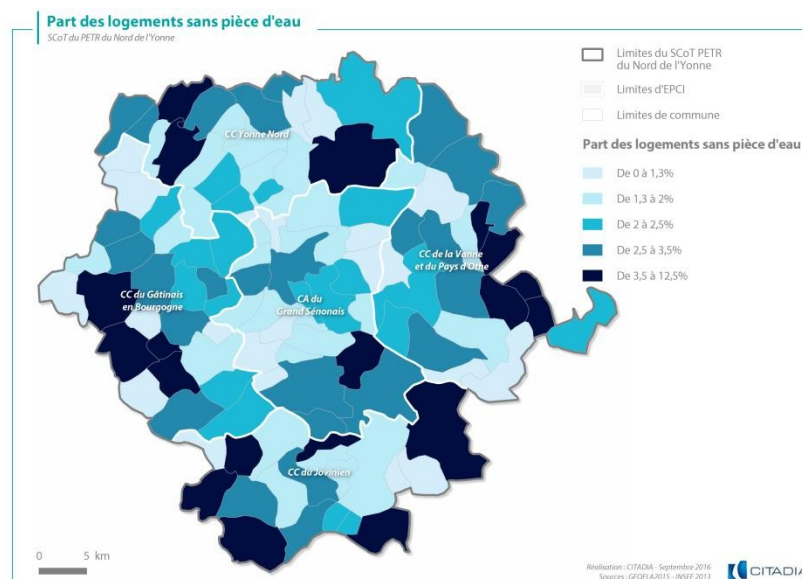 Part des logements sans pièce d'eau
SCoT du PETR du Nord de l'Yonne
Limites du SCoT PETR
du Nord de l'Yonne
Limites d'EPCI
Limites de commune
Part des logements sans pièce d'eau
De 0 à 1,3%
De 1,3 à 2%
De 2 à 2,5%
De 2,5 à 3,5%
De 3,5 à 12,5%
CC Yonne Nord
CC de la Vanne
et du Pays d'Othe
CC du Gâtinais
en Bourgogne
CA du
Grand Sénonais
CC du Jovinien
0 5 km
Réalisation : CITADIA - Septembre 2016
Sources : GEOFLA2015 - INSEE 2013
CITADIA